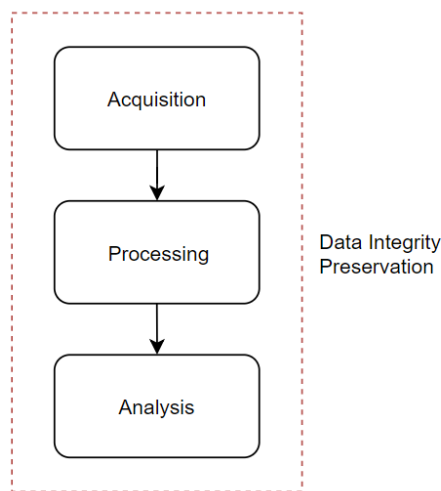 Acquisition
Processing
Data Integrity
Preservation
Analysis